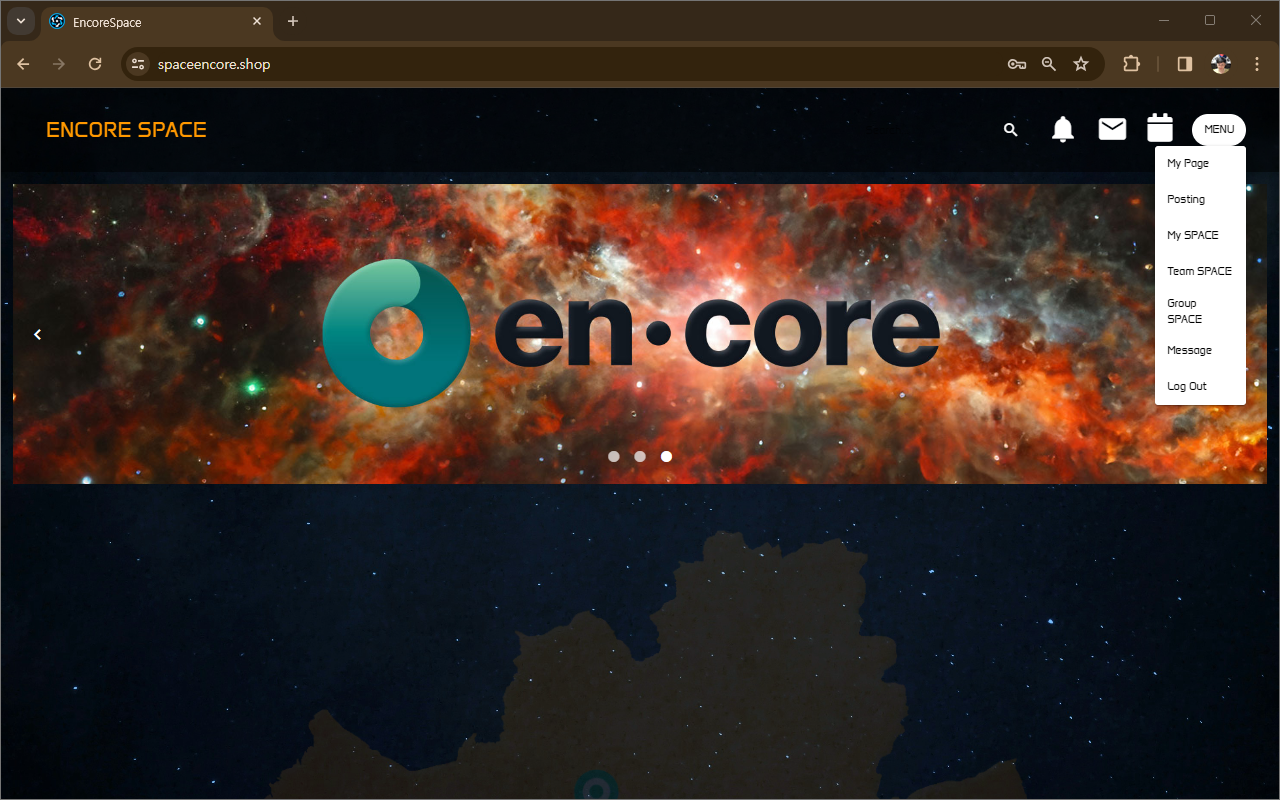 EncoreSpace
spaceencore.shop
ENCORE SPACE
MENU
My Page
Posting
My SPACE
Team SPACE
Group
SPACE
Message
Log Out
en·core